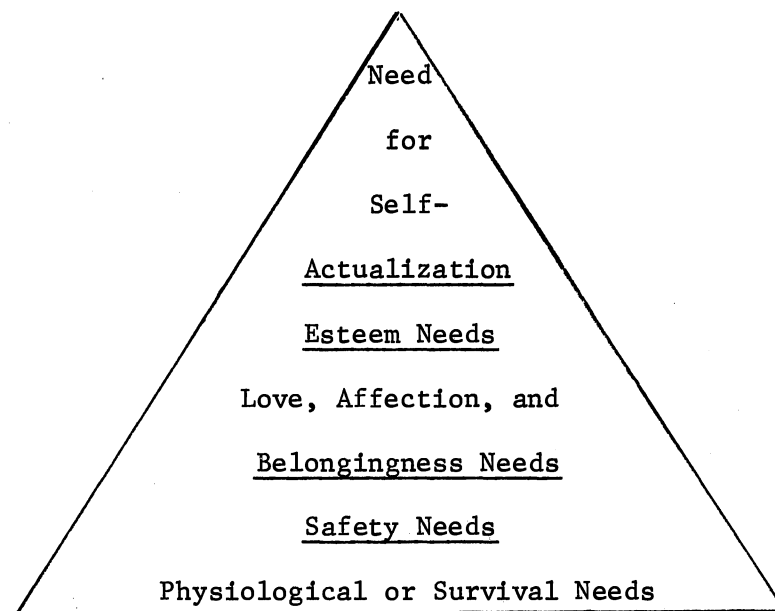 Need
for
Self-
Actualization
Esteem Needs
Love, Affection, and
Belongingness Needs
Safety Needs
Physiological or Survival Needs